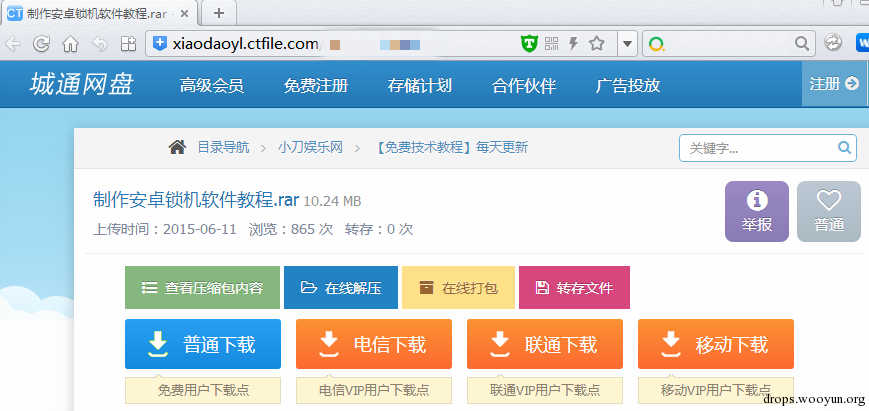 CT 制作安卓锁机软件教程.rar
xiaodaoyl.ctfile.com/
城通网盘 高级会员 免费注册 存储计划 合作伙伴 广告投放 注册
目录导航 小刀娱乐网 【免费技术教程】每天更新 关键字...
制作安卓锁机软件教程.rar 10.24 MB
上传时间：2015-06-11 浏览：865 次 转存：0 次
举报 普通
查看压缩包内容 在线解压 在线打包 转存文件
普通下载 电信下载 联通下载 移动下载
免费用户下载点 电信VIP用户下载点 联通VIP用户下载点 移动VIP用户下载点
drops.wooyun.org